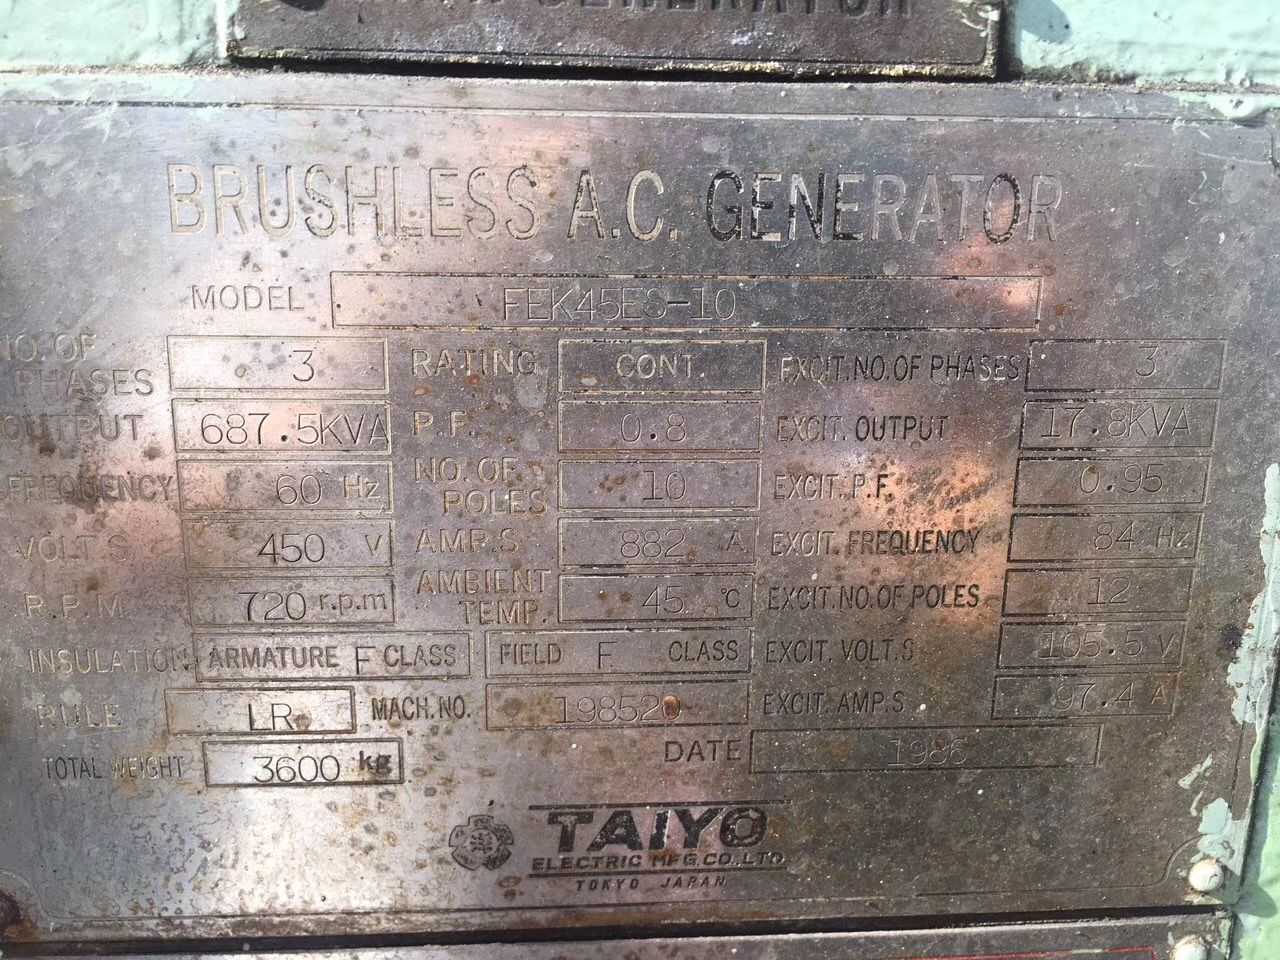 GENERATOR
BRUSHLESS A.C. GENERATOR
MODEL FEK45ES-10
NO. OF PHASES 3 RATING CONT. EXCIT. NO. OF PHASES 3
OUTPUT 687.5KVA P.F. 0.8 EXCIT. OUTPUT 17.8KVA
FREQUENCY 60 Hz NO. OF POLES 10 EXCIT. P.F. 0.95
VOLT.S 450 V AMP.S 882 A EXCIT. FREQUENCY 84 Hz
R.P.M. 720 r.p.m AMBIENT TEMP. 45 °C EXCIT. NO. OF POLES 12
INSULATION ARMATURE F CLASS FIELD F CLASS EXCIT. VOLT.S 105.5 V
RULE LR MACH. NO. 198520 EXCIT. AMP.S 97.4 A
TOTAL WEIGHT 3600 kg DATE 1986
TAIYO
ELECTRIC MFG. CO., LTD.
TOKYO JAPAN